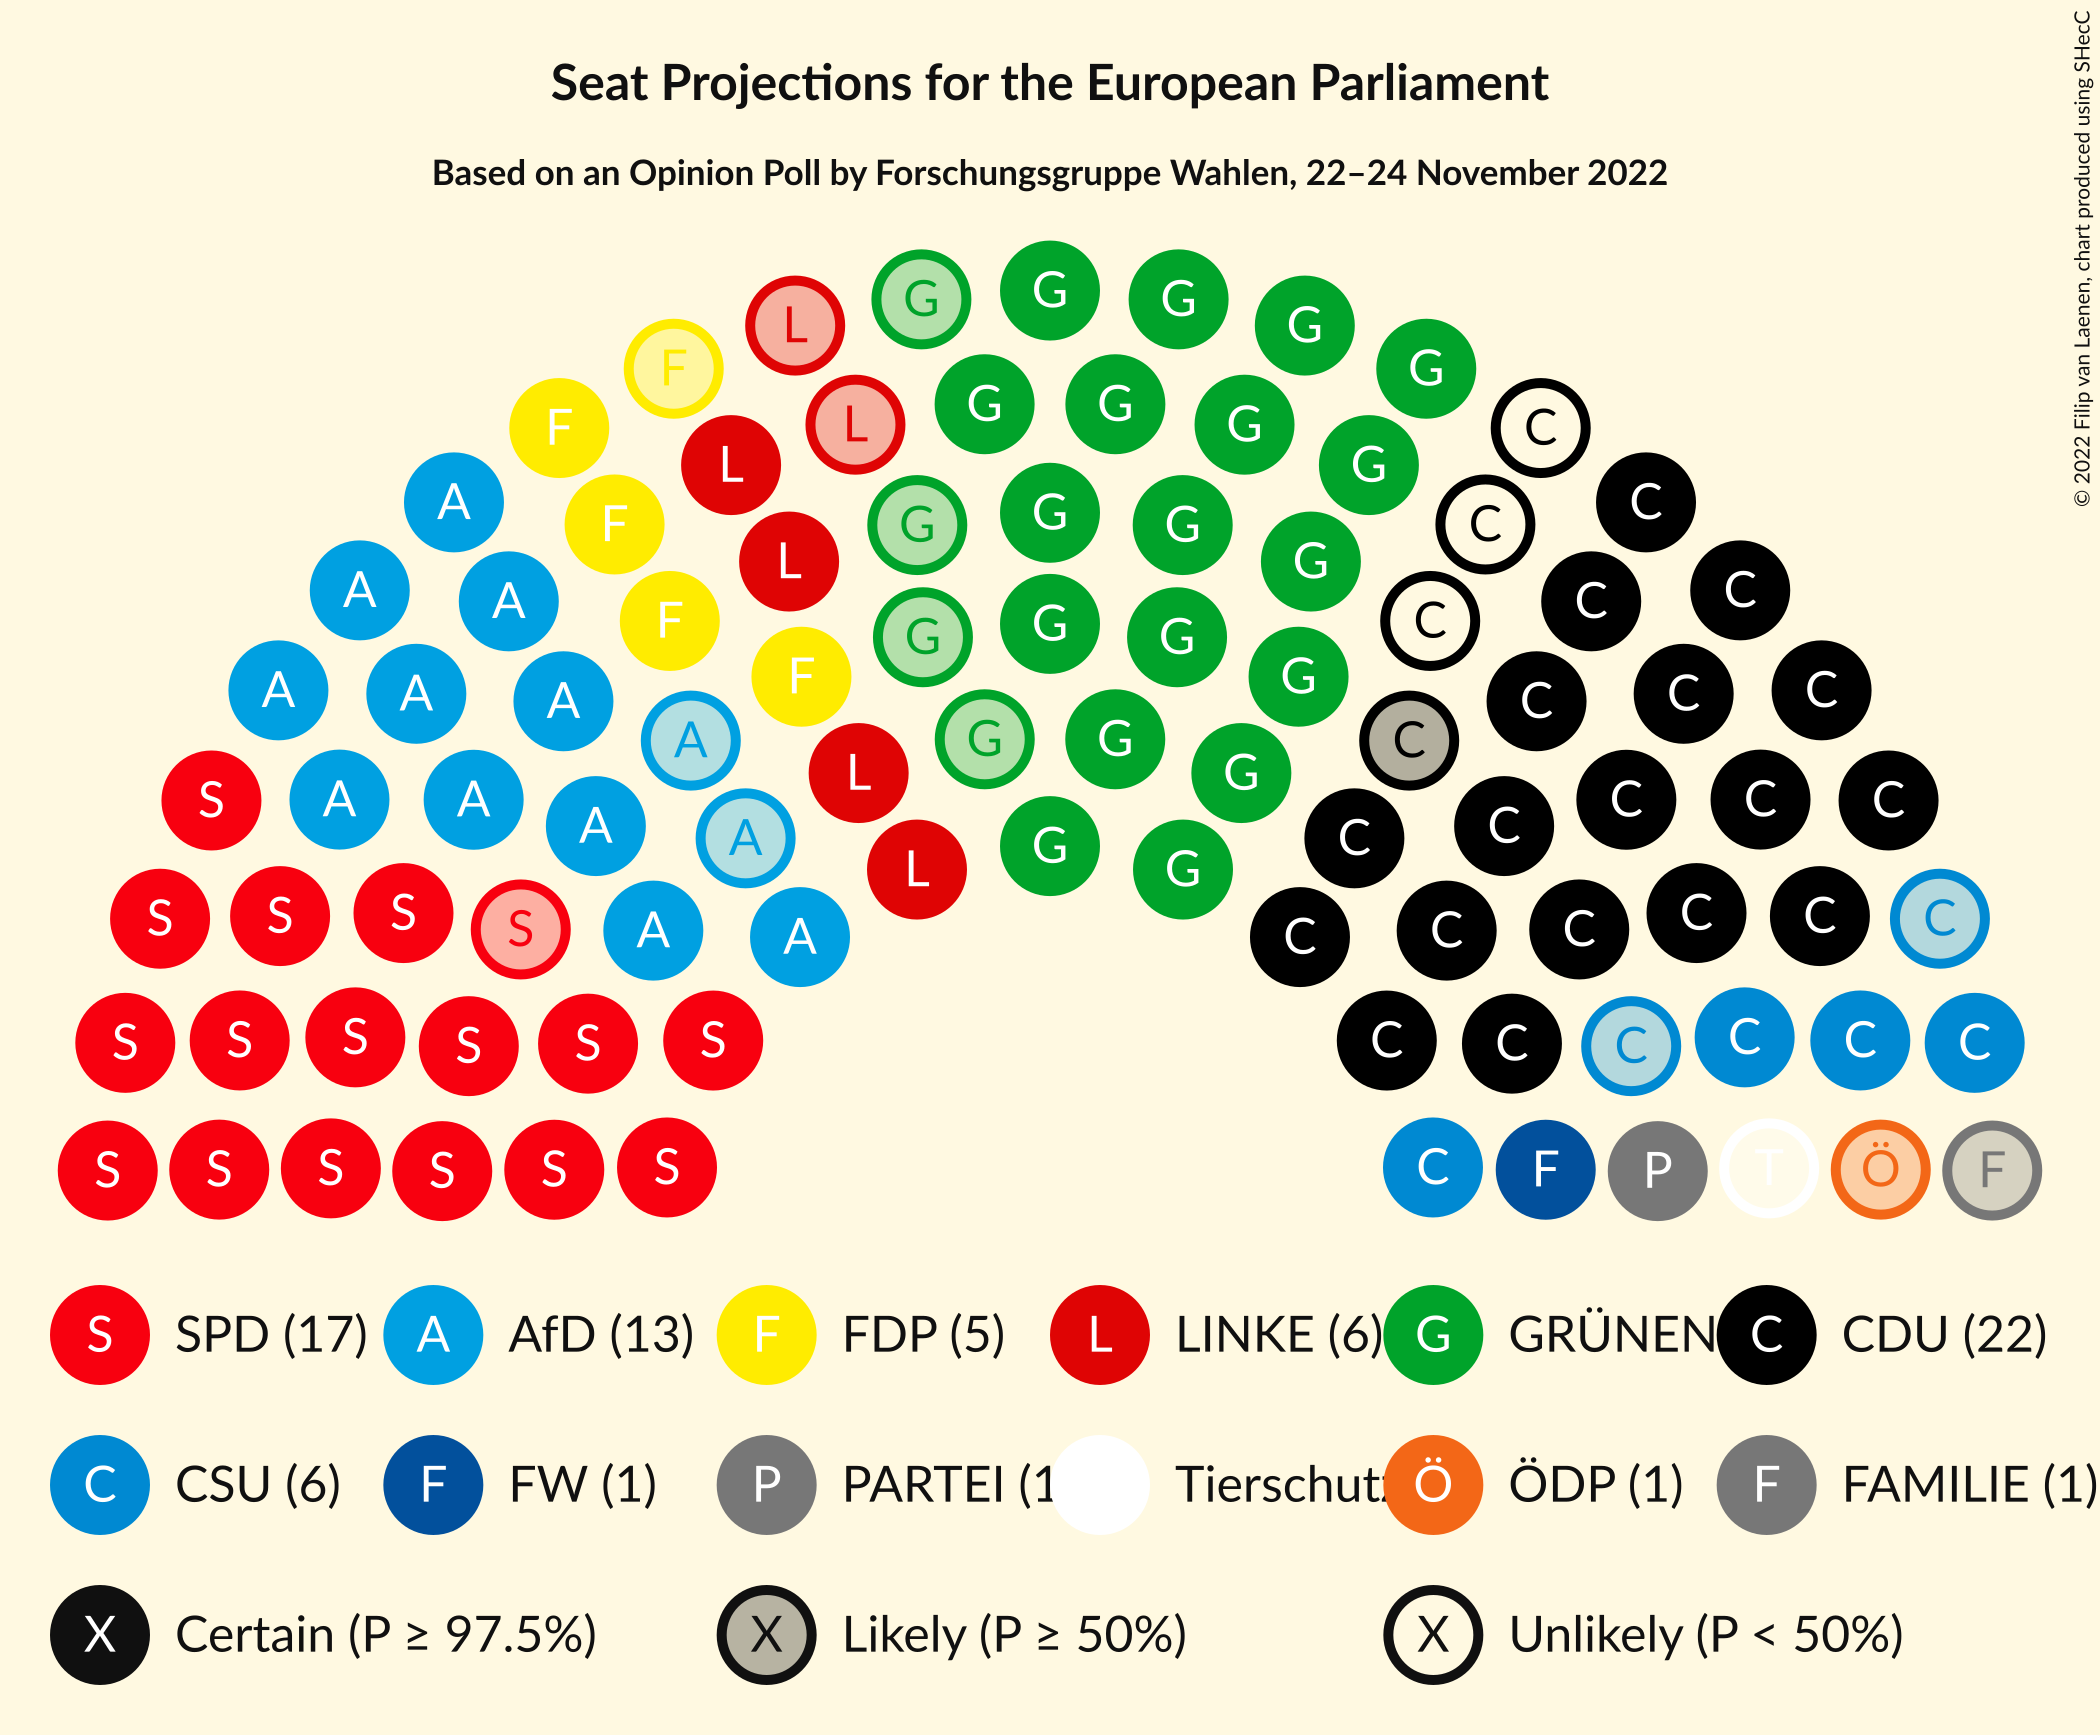 Seat Projections for the European Parliament
Based on an Opinion Poll by Forschungsgruppe Wahlen, 22–24 November 2022
© 2022 Filip van Laenen, chart produced using SHecC
G G G G G
L G G G G C
F L G G G G C C
F L G G G G C C C
A F L G G G G C C C
A A F F L G G G C C C C
A A A A L G G C C C C C
S A A A A C C C C C
S S S S A A C C C C C C
S S S S S S C C C C C C
S S S S S S C F P T Ö F
S SPD (17) A AfD (13) F FDP (5) L LINKE (6) G GRÜNEN C CDU (22)
C CSU (6) F FW (1) P PARTEI (1 Tierschutz Ö ÖDP (1) F FAMILIE (1)
X Certain (P ≥ 97.5%) X Likely (P ≥ 50%) X Unlikely (P < 50%)